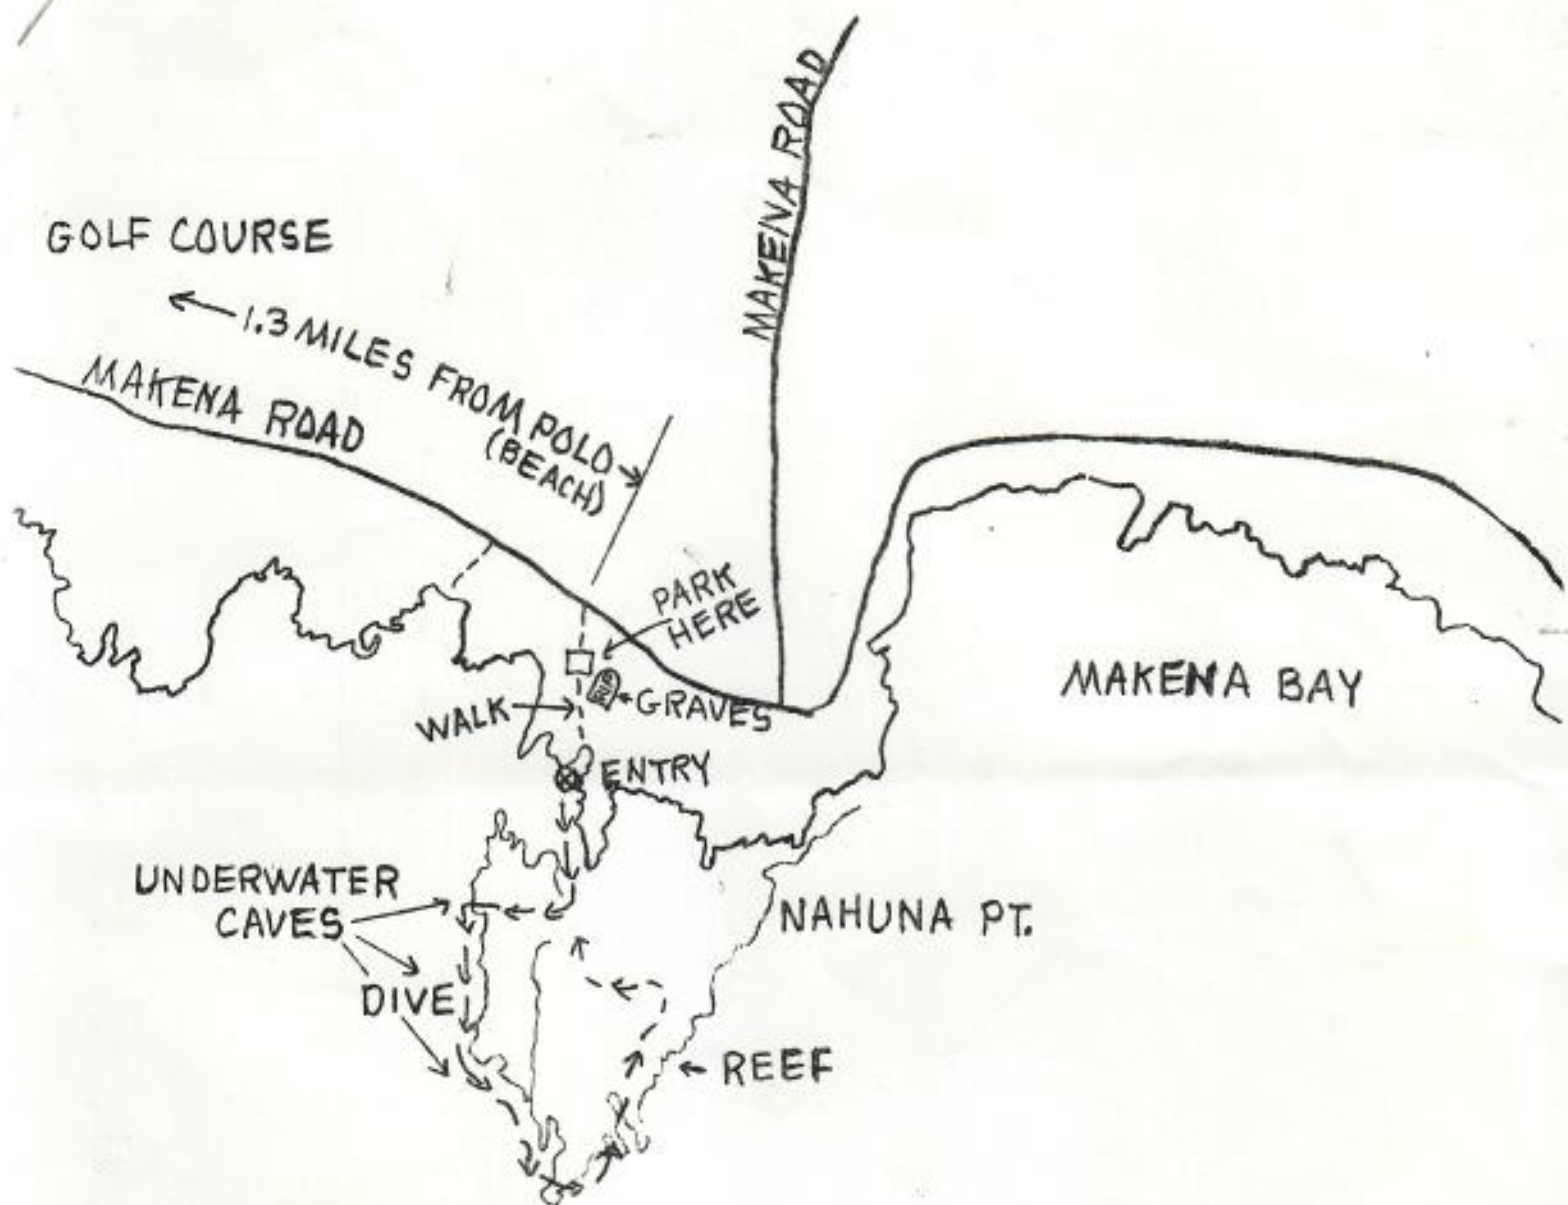 MAKENA ROAD
GOLF COURSE
1.3 MILES FROM POLO
(BEACH)
MAKENA ROAD
PARK
HERE
MAKENA BAY
GRAVES
WALK
ENTRY
UNDERWATER
CAVES
NAHUNA PT.
DIVE
REEF